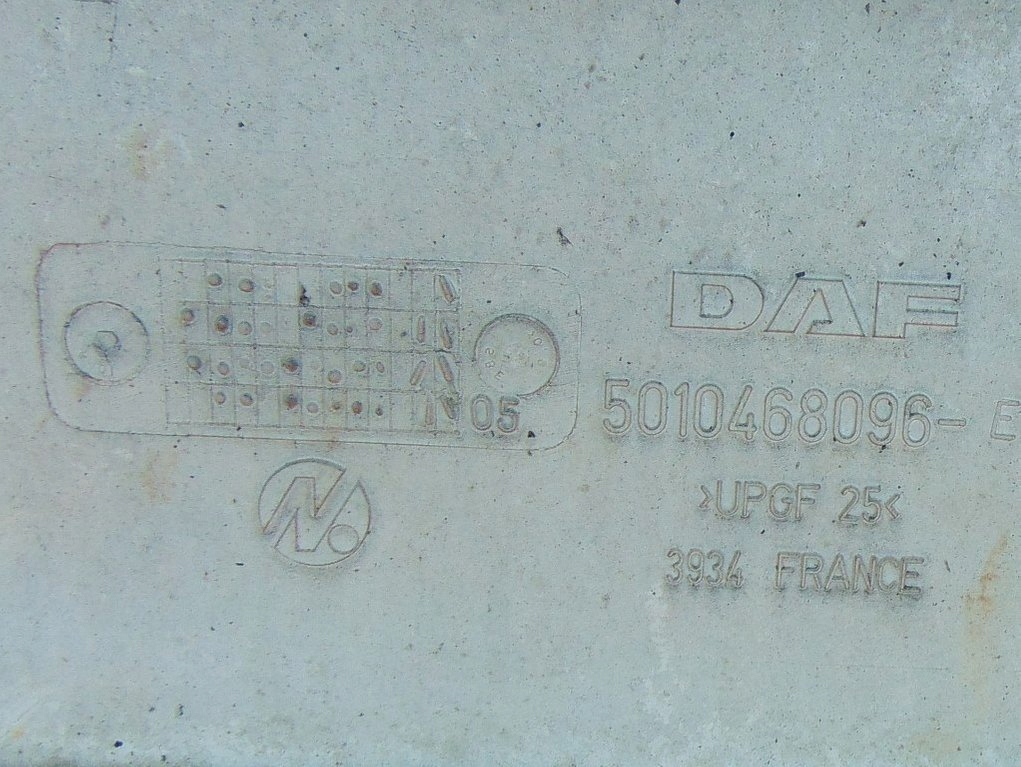 DAF
05
5010468096- E
>UPGF 25<
3934 FRANCE